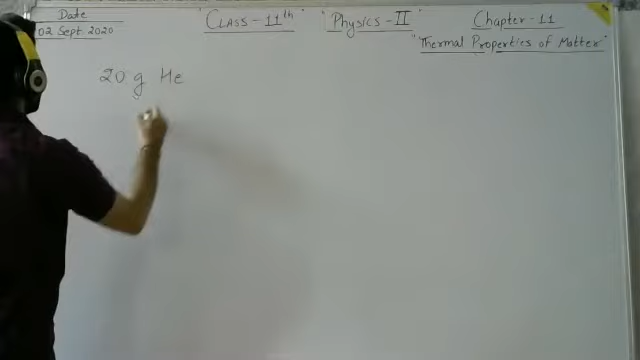 Date
02 Sept 2020
"CLASS - 11th"
"Physics - II"
Chapter - 11
"Thermal Properties of Matter"
20 g He